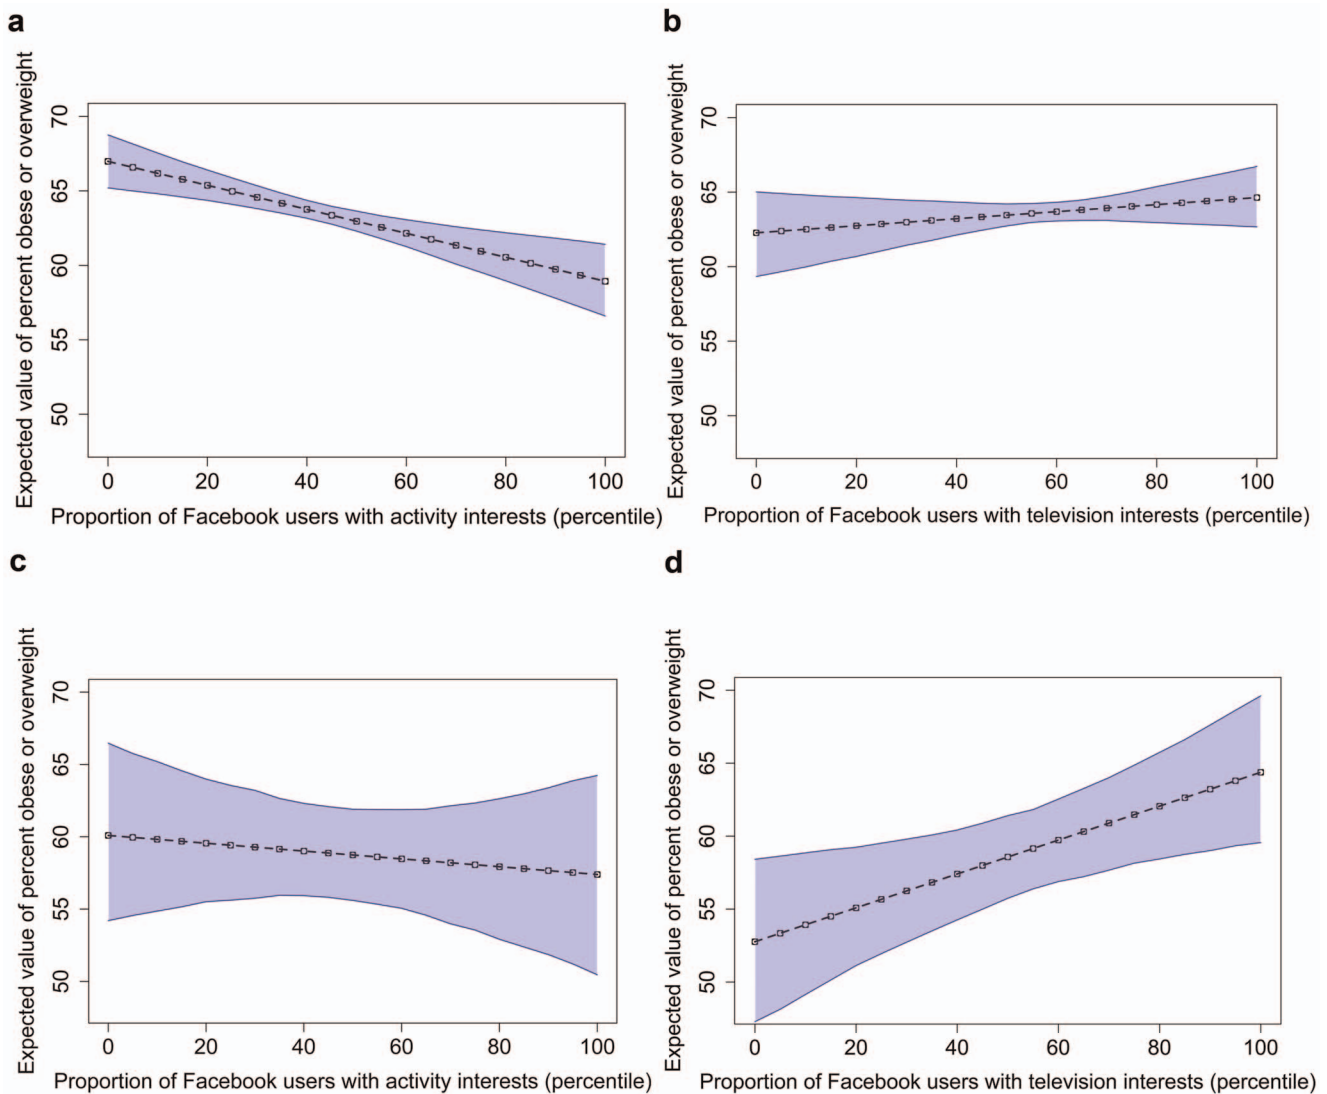 a
Expected value of percent obese or overweight
70
65
60
55
50
0 20 40 60 80 100
Proportion of Facebook users with activity interests (percentile)
b
Expected value of percent obese or overweight
70
65
60
55
50
0 20 40 60 80 100
Proportion of Facebook users with television interests (percentile)
c
Expected value of percent obese or overweight
70
65
60
55
50
0 20 40 60 80 100
Proportion of Facebook users with activity interests (percentile)
d
Expected value of percent obese or overweight
70
65
60
55
50
0 20 40 60 80 100
Proportion of Facebook users with television interests (percentile)